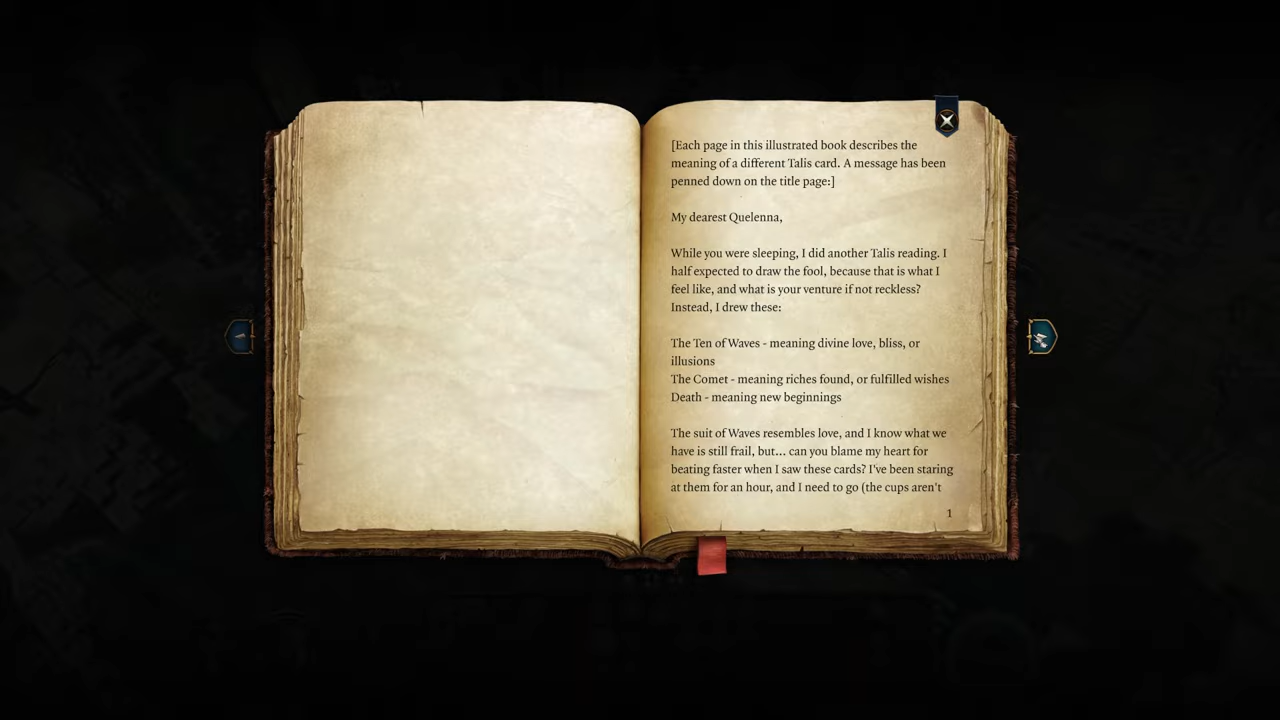 [Each page in this illustrated book describes the
meaning of a different Talis card. A message has been
penned down on the title page:]
My dearest Quelenna,
While you were sleeping, I did another Talis reading. I
half expected to draw the fool, because that is what I
feel like, and what is your venture if not reckless?
Instead, I drew these:
The Ten of Waves - meaning divine love, bliss, or
illusions
The Comet - meaning riches found, or fulfilled wishes
Death - meaning new beginnings
The suit of Waves resembles love, and I know what we
have is still frail, but... can you blame my heart for
beating faster when I saw these cards? I've been staring
at them for an hour, and I need to go (the cups aren't
1